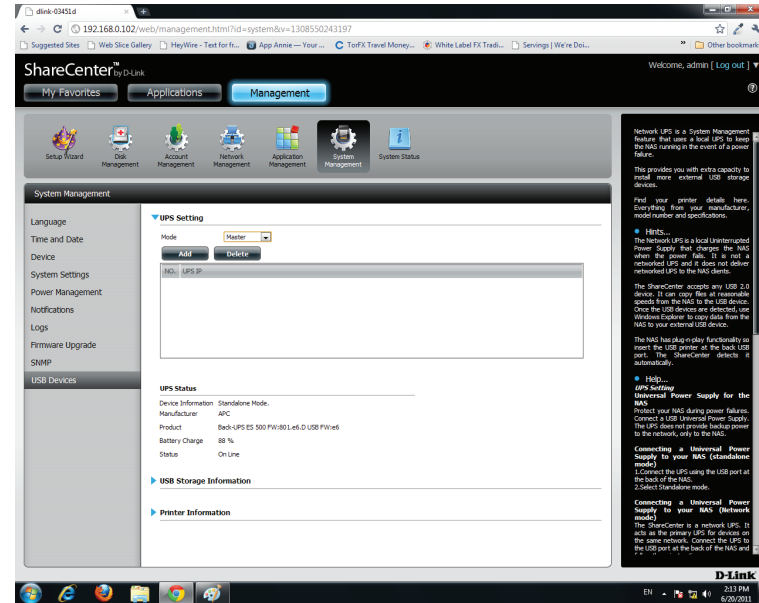 dlink-03451d
192.168.0.102/web/management.html?id=system&v=1308550243197
Suggested Sites Web Slice Gallery HeyWire - Text for fr... App Annie — Your ... TorFX Travel Money... White Label FX Tradi... Servings | We're Doi... » Other bookmark
ShareCenter™ by D-Link
Welcome, admin [ Log out ]
My Favorites Applications Management
Setup Wizard Disk Management Account Management Network Management Application Management System Management System Status
System Management
Language
Time and Date
Device
System Settings
Power Management
Notifications
Logs
Firmware Upgrade
SNMP
USB Devices
UPS Setting
Mode Master
Add Delete
NO. UPS IP
UPS Status
Device Information Standalone Mode.
Manufacturer APC
Product Back-UPS ES 500 FW:801.e6.D USB FW:e6
Battery Charge 88 %
Status On Line
USB Storage Information
Printer Information
Network UPS is a System Management
feature that uses a local UPS to keep
the NAS running in the event of a power
failure.
This provides you with extra capacity to
install more external USB storage
devices.
Find your printer details here.
Everything from your manufacturer,
model number and specifications.
Hints...
The Network UPS is a local Uninterrupted
Power Supply that charges the NAS
when the power fails. It is not a
networked UPS and it does not deliver
networked UPS to the NAS clients.
The ShareCenter accepts any USB 2.0
device. It can copy files at reasonable
speeds from the NAS to the USB device.
Once the USB devices are detected, use
Windows Explorer to copy data from the
NAS to your external USB device.
The NAS has plug-n-play functionality so
insert the USB printer at the back USB
port. The ShareCenter detects it
automatically.
Help...
UPS Setting
Universal Power Supply for the
NAS
Protect your NAS during power failures.
Connect a USB Universal Power Supply.
The UPS does not provide backup power
to the network, only to the NAS.
Connecting a Universal Power
Supply to your NAS (standalone
mode)
1.Connect the UPS using the USB port at
the back of the NAS.
2.Select Standalone mode.
Connecting a Universal Power
Supply to your NAS (Network
mode)
The ShareCenter is a network UPS. It
acts as the primary UPS for devices on
the same network. Connect the UPS to
the USB port at the back of the NAS and
D-Link
EN 2:13 PM
6/20/2011